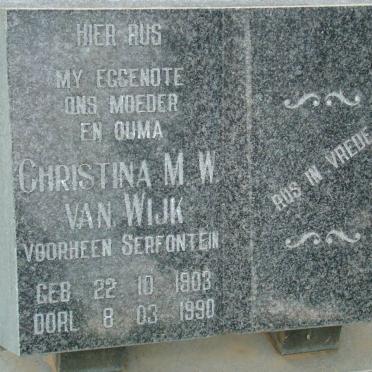 HIER RUS
MY EGGENOTE
ONS MOEDER
EN OUMA
CHRISTINA M. W.
VAN WIJK
VOORHEEN SERFONTEIN
GEB 22 10 1903
OORL 8 03 1990
RUS IN VREDE